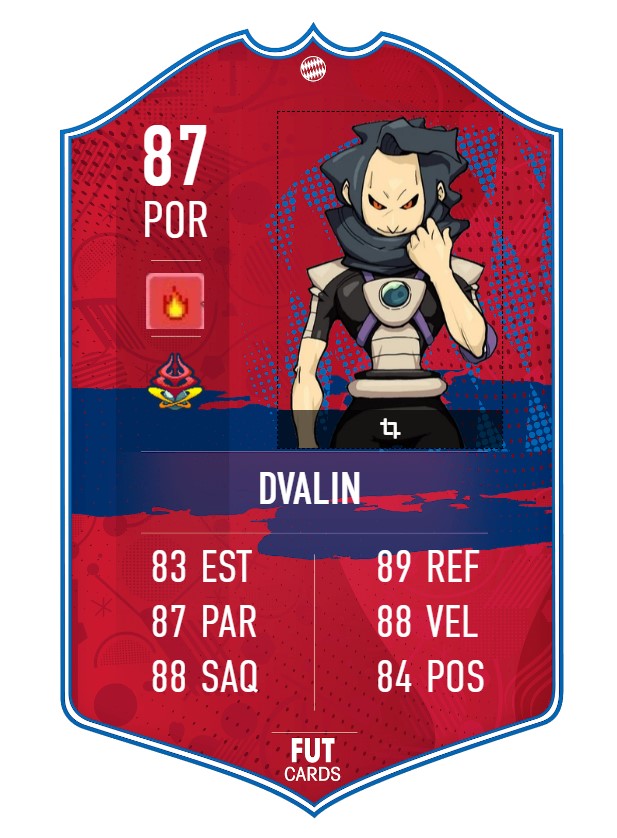 87
POR
DVALIN
83 EST
89 REF
87 PAR
88 VEL
88 SAQ
84 POS
FUT
CARDS